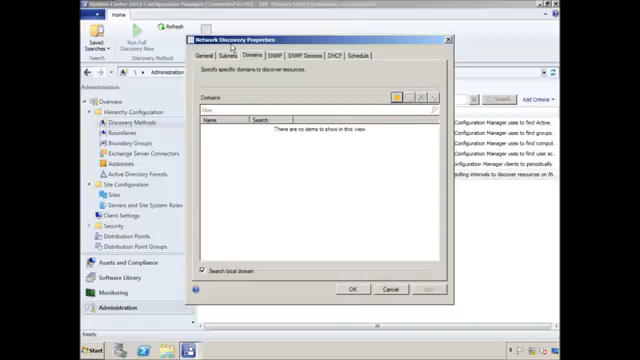 Home
Saved
Searches
Run Full
Discovery Now
Refresh
Administration
Administration
Overview
Hierarchy Configuration
Discovery Methods
Boundaries
Boundary Groups
Exchange Server Connectors
Addresses
Active Directory Forests
Site Configuration
Sites
Servers and Site System Roles
Client Settings
Security
Distribution Points
Distribution Point Groups
Assets and Compliance
Software Library
Monitoring
Administration
Ready
Start
Network Discovery Properties
General Subnets Domains SNMP SNMP Devices DHCP Schedule
Specify specific domains to discover resources.
Domains:
Filter
Name Search
There are no items to show in this view.
Search local domain
OK Cancel
Search Add Criteria
Configuration Manager uses to find Active
Configuration Manager uses to find groups
Configuration Manager uses to find compu
Configuration Manager uses to find user ac
Configuration Manager clients to periodically
polling intervals to discover resources on th